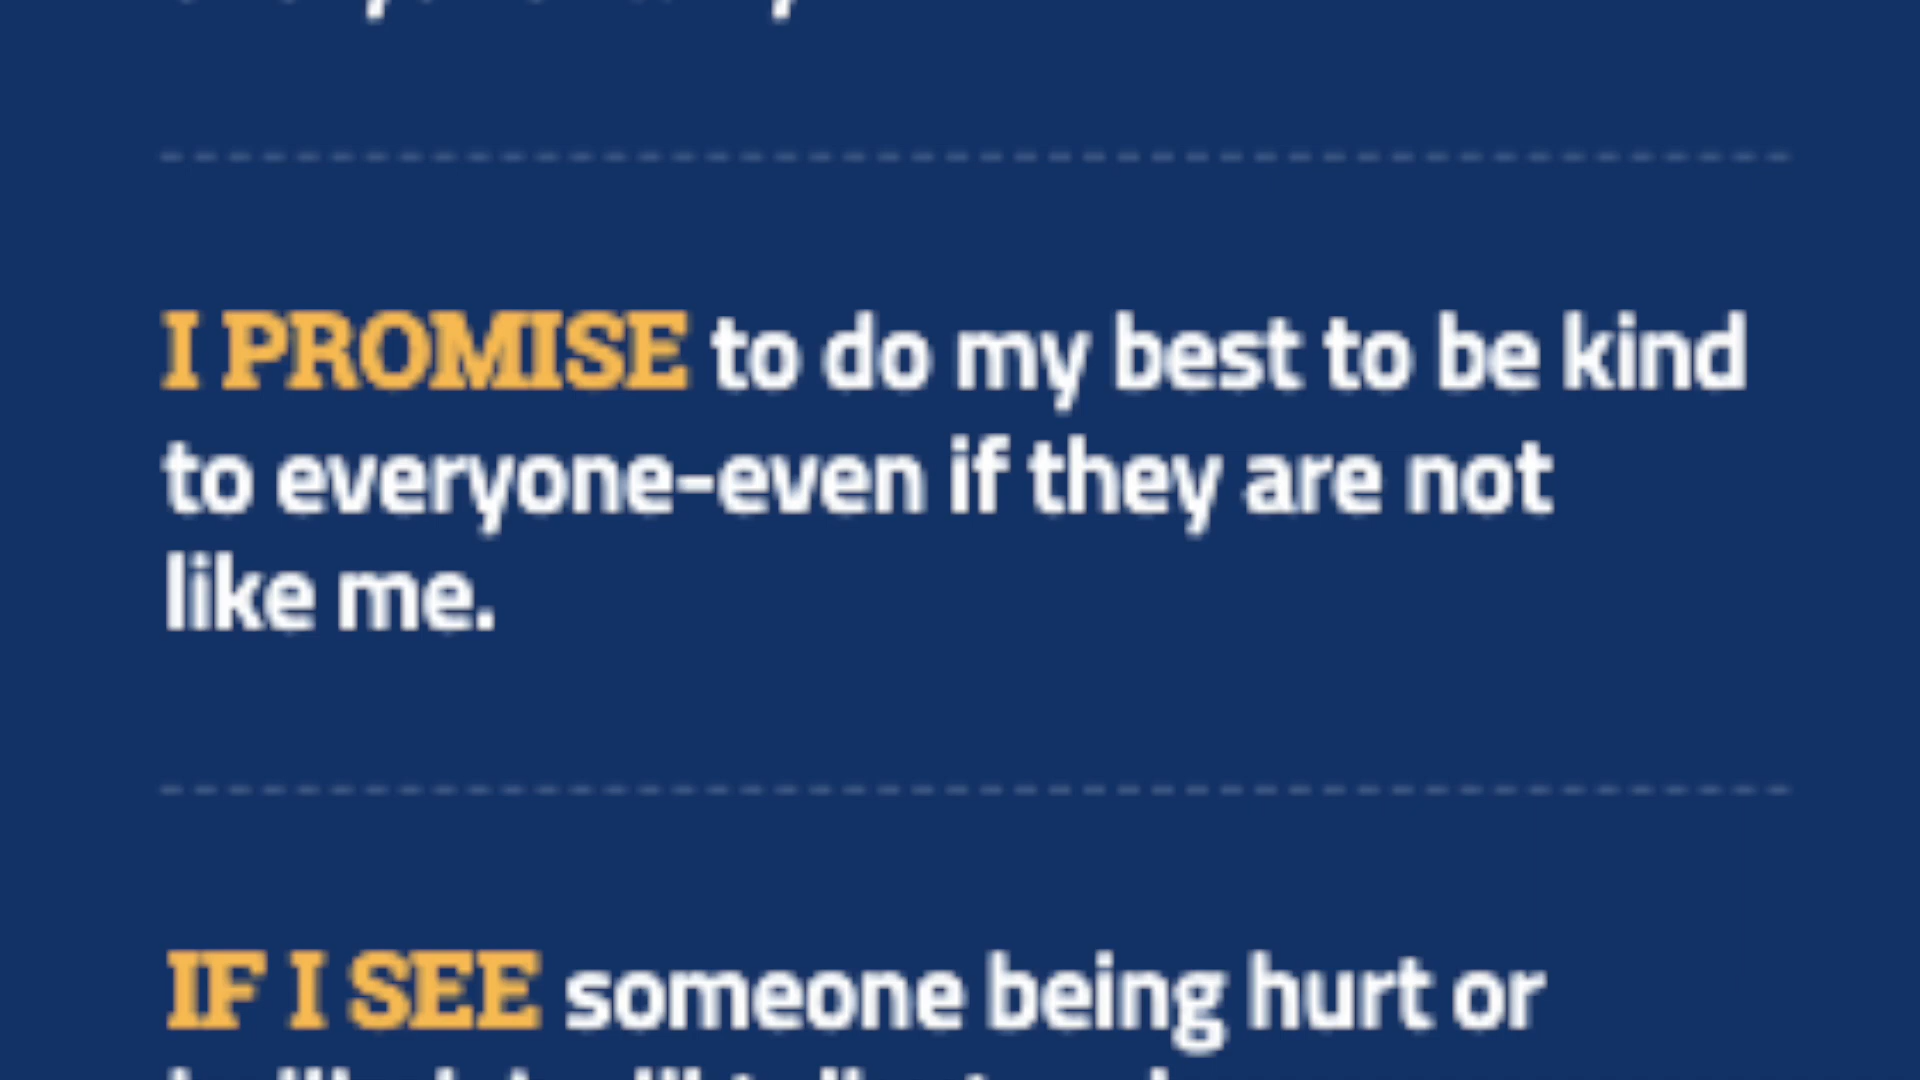 I PROMISE to do my best to be kind
to everyone-even if they are not
like me.
IF I SEE someone being hurt or